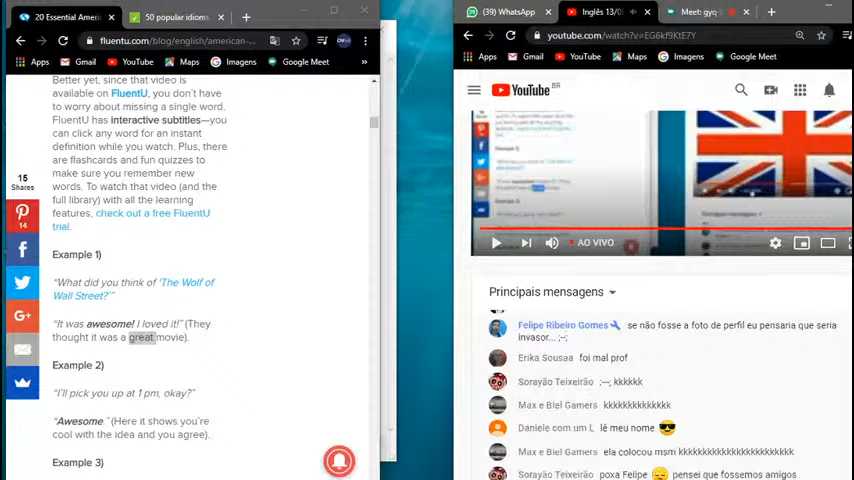 20 Essential Amer
50 popular idioms,
fluentu.com/blog/english/american-...
Apps
Gmail
YouTube
Maps
Google Meet
Better yet, since that video is
available on FluentU, you don't have
to worry about missing a single word.
FluentU has interactive subtitles—you
can click any word for an instant
definition while you watch. Plus, there
are flashcards and fun quizzes to
make sure you remember new
words. To watch that video (and the
full library) with all the learning
features, check out a free FluentU
trial.
15
Shares
14
Example 1)
“What did you think of ‘The Wolf of
Wall Street?’”
“It was awesome! I loved it!” (They
thought it was a great movie).
Example 2)
“I’ll pick you up at 1 pm, okay?”
“Awesome.” (Here it shows you’re
cool with the idea and you agree).
Example 3)
(39) WhatsApp
Inglês 13/0
Meet: gyq
youtube.com/watch?v=EG6kf9KtE7Y
Apps
Gmail
YouTube
Maps
Imagens
Google Meet
YouTube BR
AO VIVO
Principais mensagens
Felipe Ribeiro Gomes se não fosse a foto de perfil eu pensaria que seria
invasor... ;--;
Erika Sousaa foi mal prof
Sorayão Teixeirão ;---; kkkkkk
Max e Biel Gamers kkkkkkkkkkkkk
Daniele com um L lê meu nome 😎
Max e Biel Gamers ela colocou msm kkkkkkkkkkkkkkkkkkkkkkk
Sorayão Teixeirão poxa Felipe 😞 pensei que fossemos amigos